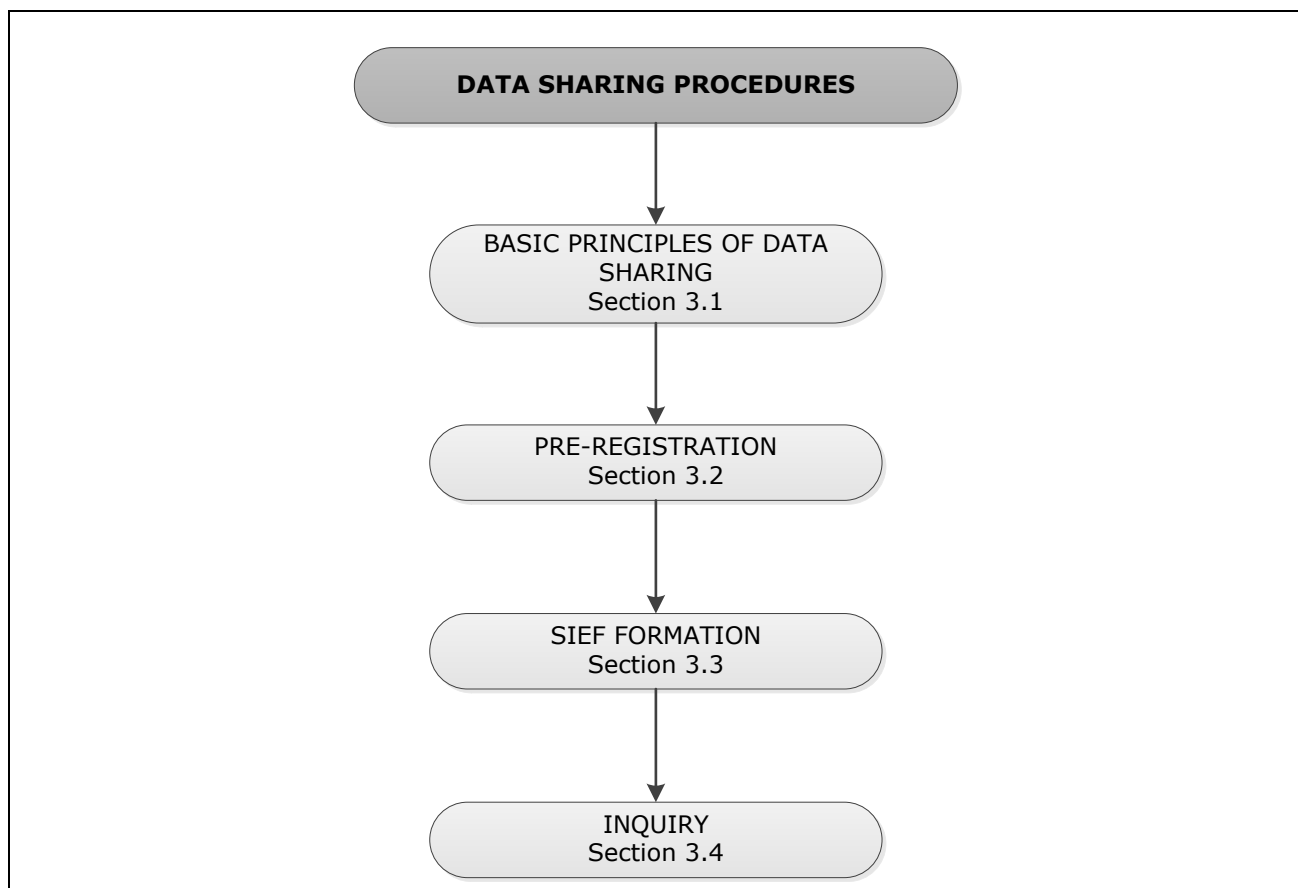 DATA SHARING PROCEDURES
BASIC PRINCIPLES OF DATA
SHARING
Section 3.1
PRE-REGISTRATION
Section 3.2
SIEF FORMATION
Section 3.3
INQUIRY
Section 3.4